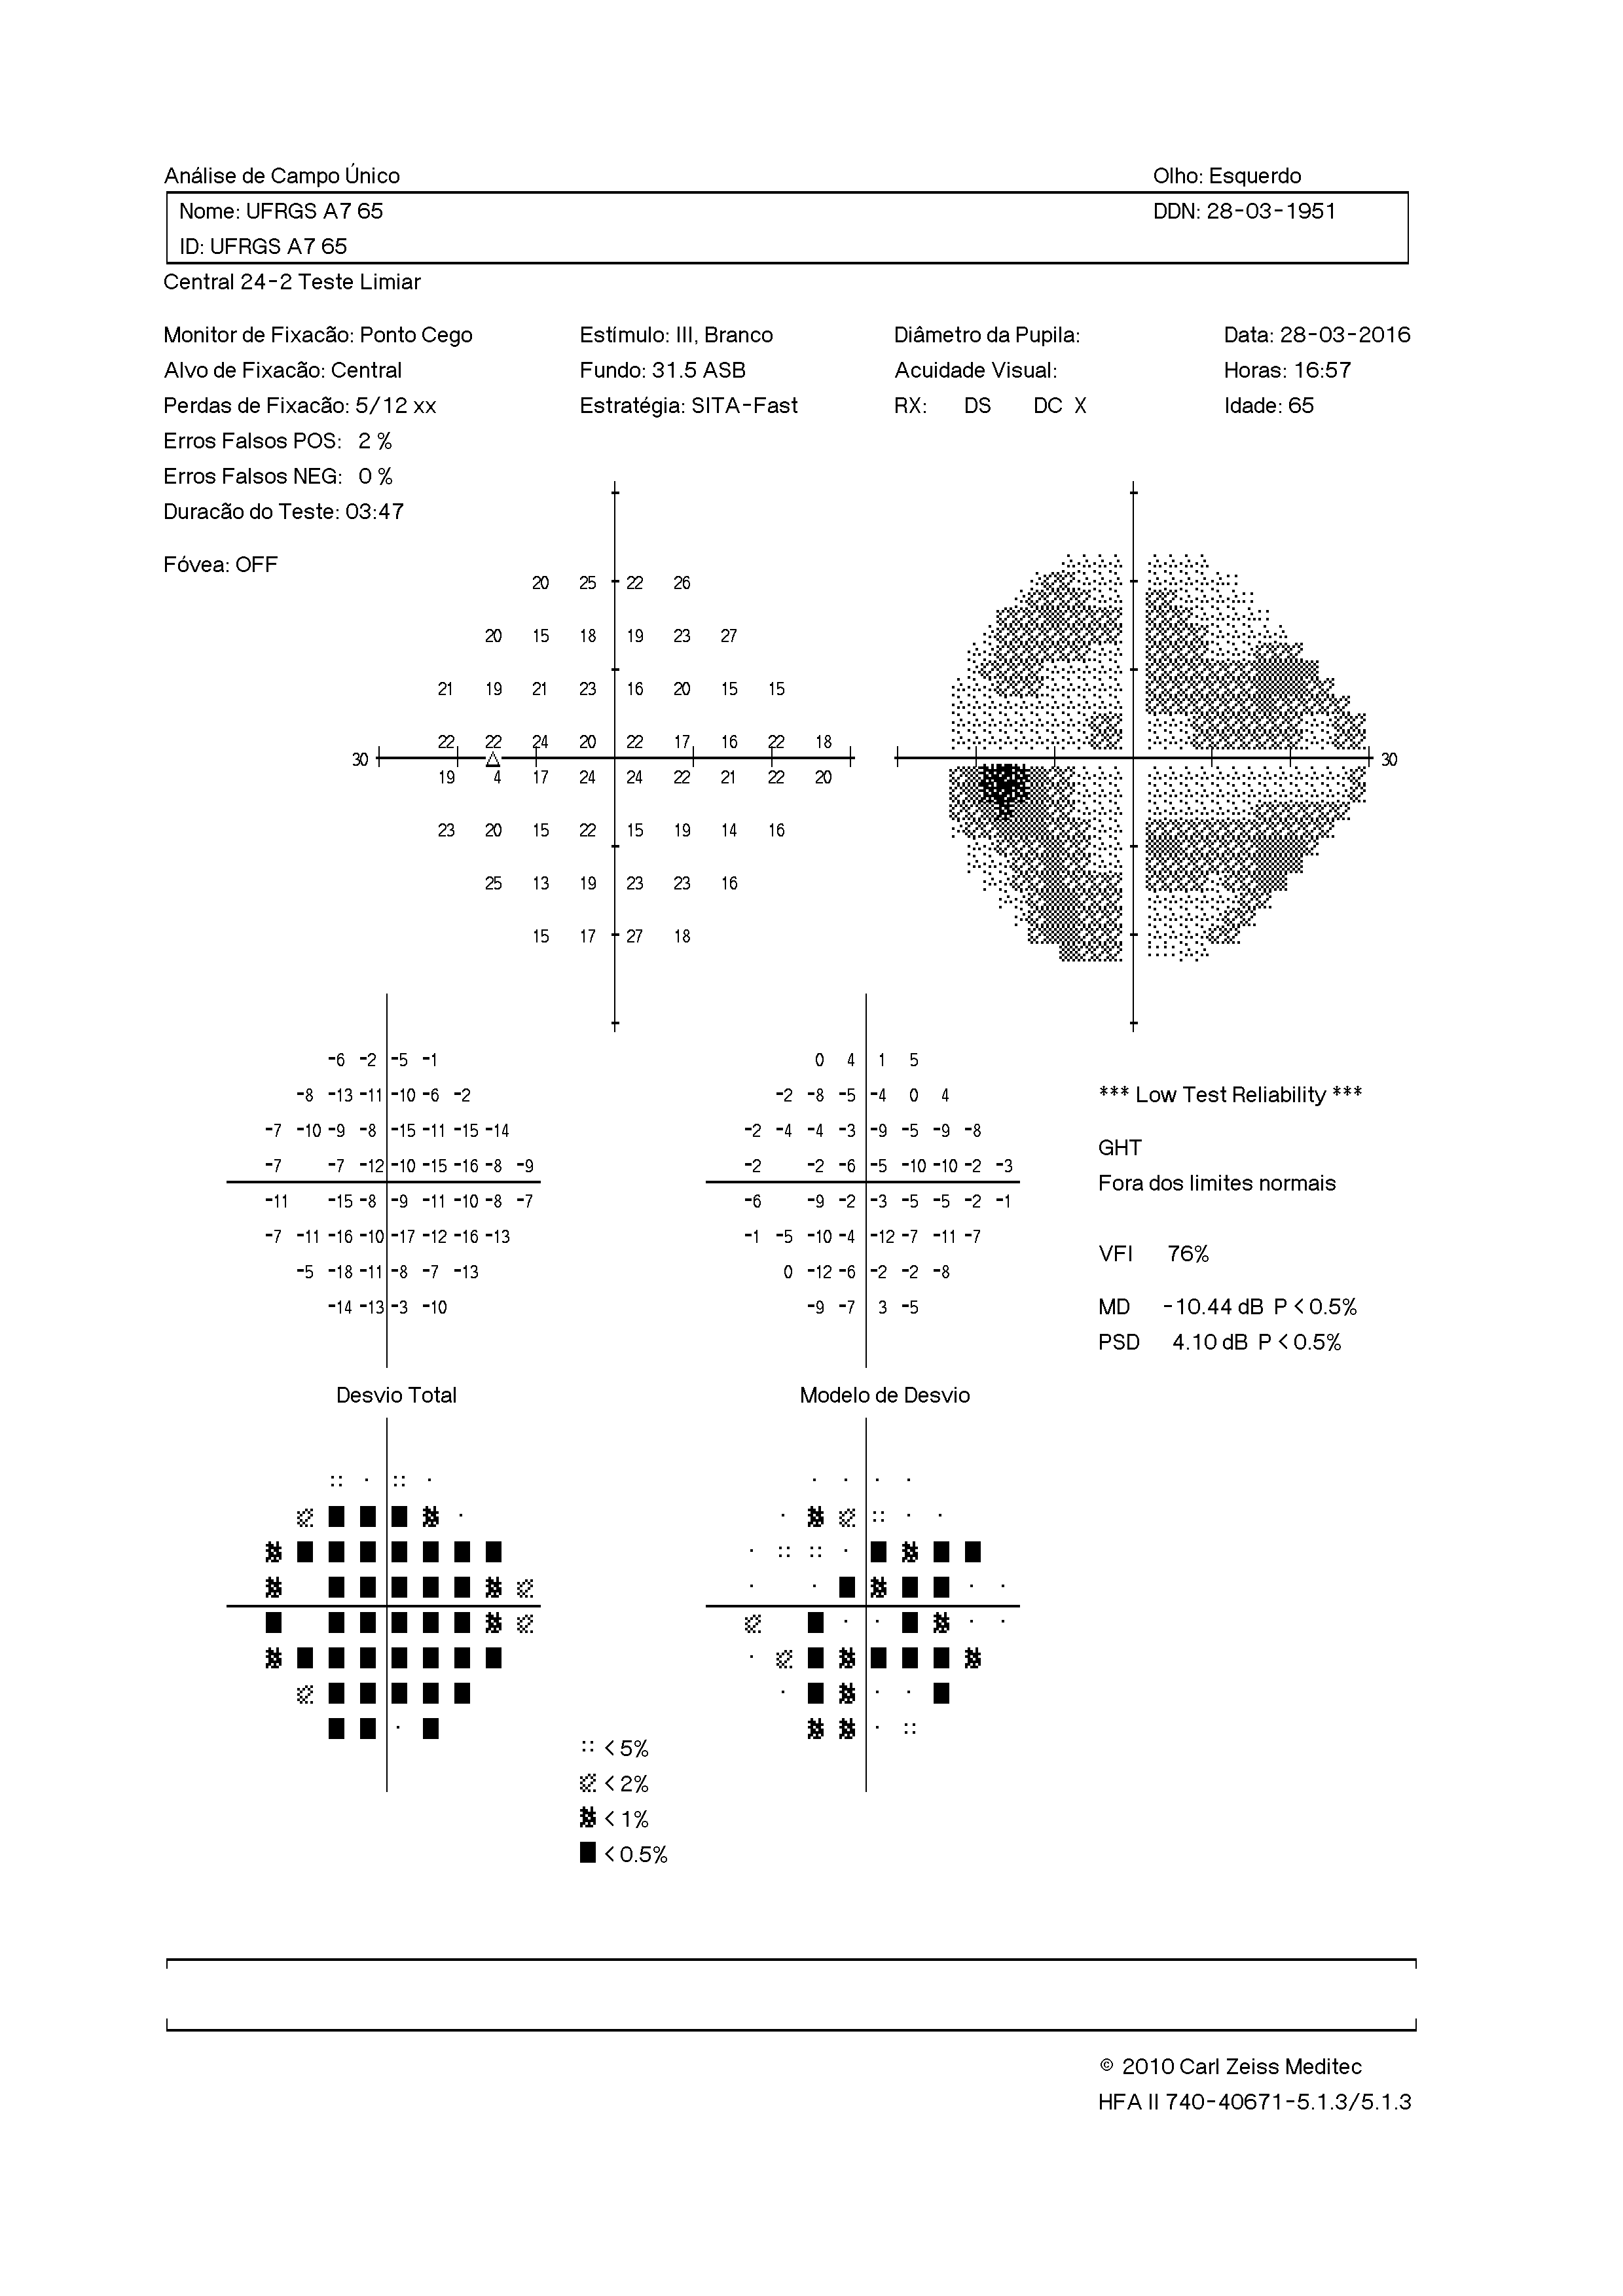 Análise de Campo Único Olho: Esquerdo
Nome: UFRGS A7 65 DDN: 28-03-1951
ID: UFRGS A7 65
Central 24-2 Teste Limiar
Monitor de Fixacão: Ponto Cego Estímulo: III, Branco Diâmetro da Pupila: Data: 28-03-2016
Alvo de Fixacão: Central Fundo: 31.5 ASB Acuidade Visual: Horas: 16:57
Perdas de Fixacão: 5/12 xx Estratégia: SITA-Fast RX: DS DC X Idade: 65
Erros Falsos POS: 2 %
Erros Falsos NEG: 0 %
Duracão do Teste: 03:47
Fóvea: OFF
20 25 22 26
20 15 18 19 23 27
21 19 21 23 16 20 15 15
22 22 24 20 22 17 16 22 18
30 30
19 4 17 24 24 22 21 22 20
23 20 15 22 15 19 14 16
25 13 19 23 23 16
15 17 27 18
-6 -2 -5 -1 0 4 1 5
-8 -13 -11 -10 -6 -2 -2 -8 -5 -4 0 4 *** Low Test Reliability ***
-7 -10 -9 -8 -15 -11 -15 -14 -2 -4 -4 -3 -9 -5 -9 -8
GHT
-7 -7 -12 -10 -15 -16 -8 -9 -2 -2 -6 -5 -10 -10 -2 -3
Fora dos limites normais
-11 -15 -8 -9 -11 -10 -8 -7 -6 -9 -2 -3 -5 -5 -2 -1
-7 -11 -16 -10 -17 -12 -16 -13 -1 -5 -10 -4 -12 -7 -11 -7
VFI 76%
-5 -18 -11 -8 -7 -13 0 -12 -6 -2 -2 -8
-14 -13 -3 -10 -9 -7 3 -5 MD -10.44 dB P < 0.5%
PSD 4.10 dB P < 0.5%
Desvio Total Modelo de Desvio
< 5%
< 2%
< 1%
< 0.5%
© 2010 Carl Zeiss Meditec
HFA II 740-40671-5.1.3/5.1.3